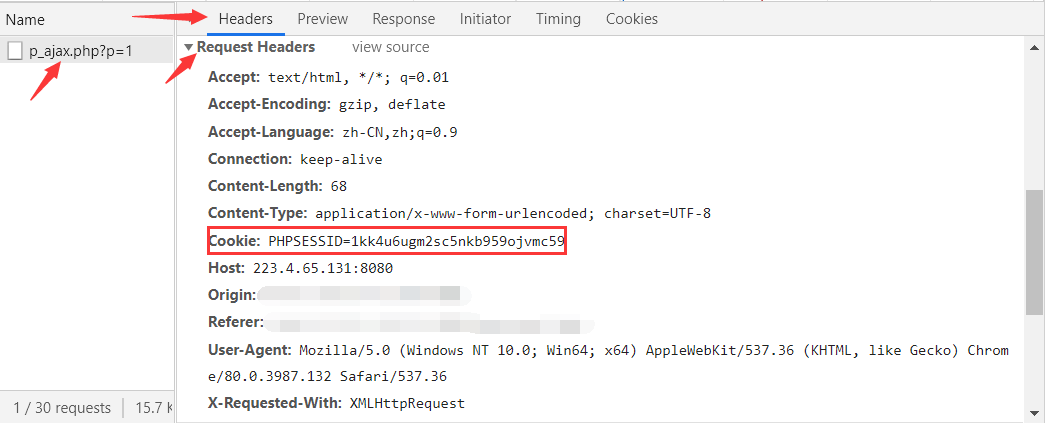 Name
Headers Preview Response Initiator Timing Cookies
p_ajax.php?p=1
Request Headers view source
Accept: text/html, */*; q=0.01
Accept-Encoding: gzip, deflate
Accept-Language: zh-CN,zh;q=0.9
Connection: keep-alive
Content-Length: 68
Content-Type: application/x-www-form-urlencoded; charset=UTF-8
Cookie: PHPSESSID=1kk4u6ugm2sc5nkb959ojvmc59
Host: 223.4.65.131:8080
Origin:
Referer:
User-Agent: Mozilla/5.0 (Windows NT 10.0; Win64; x64) AppleWebKit/537.36 (KHTML, like Gecko) Chrom
e/80.0.3987.132 Safari/537.36
X-Requested-With: XMLHttpRequest
1 / 30 requests 15.7 K